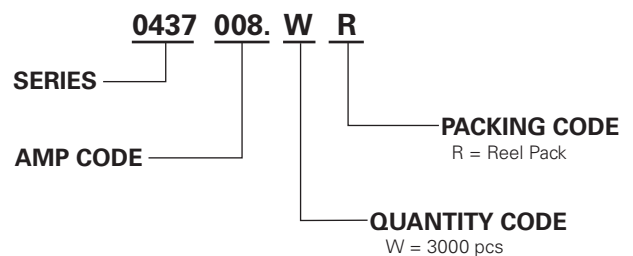 0437 008. W R
SERIES
PACKING CODE
R = Reel Pack
AMP CODE
QUANTITY CODE
W = 3000 pcs